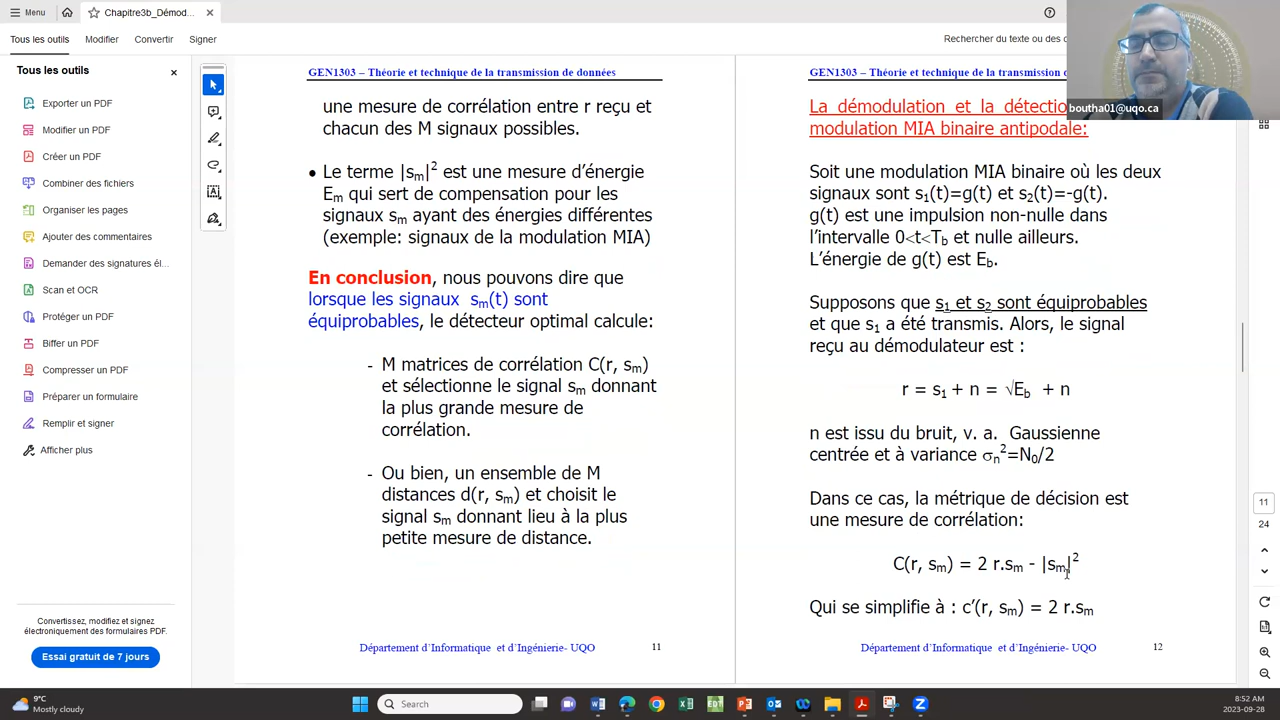 Menu
Chapitre3b_Démod...
Tous les outils
Modifier
Convertir
Signer
Rechercher du texte ou des
Tous les outils
Exporter un PDF
Modifier un PDF
Créer un PDF
Combiner des fichiers
Organiser les pages
Ajouter des commentaires
Demander des signatures él...
Scan et OCR
Protéger un PDF
Biffer un PDF
Compresser un PDF
Préparer un formulaire
Remplir et signer
Afficher plus
Convertissez, modifiez et signez
électroniquement des formulaires PDF.
Essai gratuit de 7 jours
GEN1303 – Théorie et technique de la transmission de données
une mesure de corrélation entre r reçu et
chacun des M signaux possibles.
• Le terme |sm|² est une mesure d'énergie
Em qui sert de compensation pour les
signaux sm ayant des énergies différentes
(exemple: signaux de la modulation MIA)
En conclusion, nous pouvons dire que
lorsque les signaux sm(t) sont
équiprobables, le détecteur optimal calcule:
- M matrices de corrélation C(r, sm)
et sélectionne le signal sm donnant
la plus grande mesure de
corrélation.
- Ou bien, un ensemble de M
distances d(r, sm) et choisit le
signal sm donnant lieu à la plus
petite mesure de distance.
Département d'Informatique et d'Ingénierie- UQO 11
GEN1303 – Théorie et technique de la transmission d
La démodulation et la détectio
modulation MIA binaire antipodale:
Soit une modulation MIA binaire où les deux
signaux sont s1(t)=g(t) et s2(t)=-g(t).
g(t) est une impulsion non-nulle dans
l'intervalle 0<t<Tb et nulle ailleurs.
L'énergie de g(t) est Eb.
Supposons que s1 et s2 sont équiprobables
et que s1 a été transmis. Alors, le signal
reçu au démodulateur est :
r = s1 + n = √Eb + n
n est issu du bruit, v. a. Gaussienne
centrée et à variance σn²=N0/2
Dans ce cas, la métrique de décision est
une mesure de corrélation:
C(r, sm) = 2 r.sm - |sm|²
Qui se simplifie à : c'(r, sm) = 2 r.sm
Département d'Informatique et d'Ingénierie- UQO 12
boutha01@uqo.ca
11
24
9°C
Mostly cloudy
Search
8:52 AM
2023-09-28